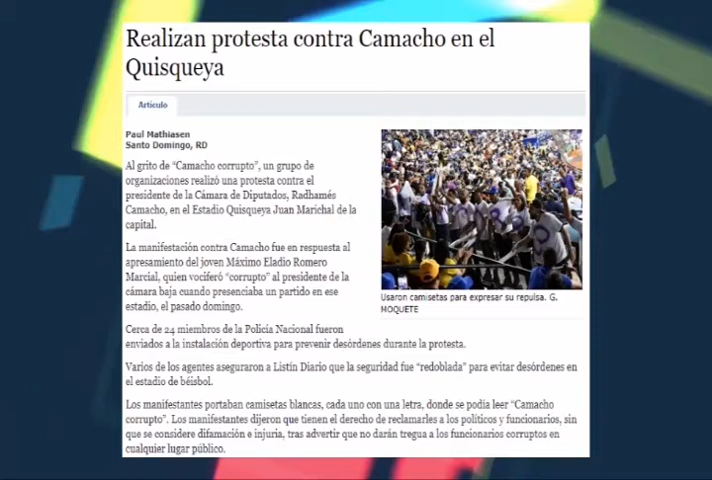 Realizan protesta contra Camacho en el
Quisqueya
Artículo
Paul Mathiasen
Santo Domingo, RD
Al grito de “Camacho corrupto”, un grupo de
organizaciones realizó una protesta contra el
presidente de la Cámara de Diputados, Radhamés
Camacho, en el Estadio Quisqueya Juan Marichal de la
capital.
La manifestación contra Camacho fue en respuesta al
apresamiento del joven Máximo Eladio Romero
Marcial, quien vociferó “corrupto” al presidente de la
cámara baja cuando presenciaba un partido en ese
estadio, el pasado domingo.
Usaron camisetas para expresar su repulsa. G.
MOQUETE
Cerca de 24 miembros de la Policía Nacional fueron
enviados a la instalación deportiva para prevenir desórdenes durante la protesta.
Varios de los agentes aseguraron a Listín Diario que la seguridad fue “redoblada” para evitar desórdenes en
el estadio de béisbol.
Los manifestantes portaban camisetas blancas, cada uno con una letra, donde se podía leer “Camacho
corrupto”. Los manifestantes dijeron que tienen el derecho de reclamarles a los políticos y funcionarios, sin
que se considere difamación e injuria, tras advertir que no darán tregua a los funcionarios corruptos en
cualquier lugar público.